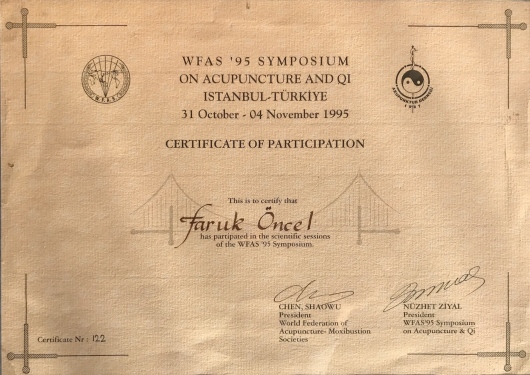 WFAS '95 SYMPOSIUM
ON ACUPUNCTURE AND QI
ISTANBUL-TÜRKİYE
31 October - 04 November 1995
CERTIFICATE OF PARTICIPATION
This is to certify that
Faruk Öncel
has partipated in the scientific sessions
of the WFAS '95 Symposium.
CHEN, SHAOWU
President
World Federation of
Acupuncture- Moxibustion
Societies
NÜZHET ZİYAL
President
WFAS'95 Symposium
on Acupuncture & Qi
Certificate Nr : 122